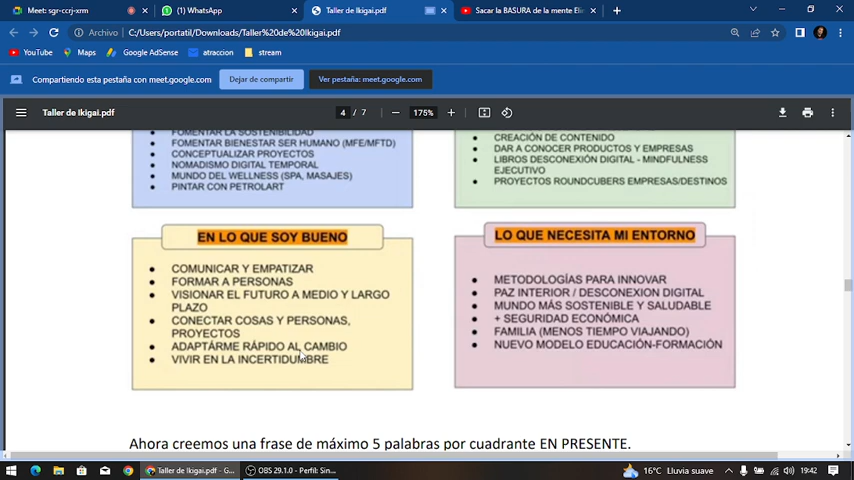 Meet: sgr-ccrj-xrm
(1) WhatsApp
Taller de Ikigai.pdf
Sacar la BASURA de la mente Eli
Archivo
C:/Users/portatil/Downloads/Taller%20de%20Ikigai.pdf
YouTube
Maps
Google AdSense
atraccion
stream
Compartiendo esta pestaña con meet.google.com
Dejar de compartir
Ver pestaña: meet.google.com
Taller de Ikigai.pdf
4 / 7
175%
FOMENTAR LA SOSTENIBILIDAD
FOMENTAR BIENESTAR SER HUMANO (MFE/MFTD)
CONCEPTUALIZAR PROYECTOS
NOMADISMO DIGITAL TEMPORAL
MUNDO DEL WELLNESS (SPA, MASAJES)
PINTAR CON PETROLART
CREACIÓN DE CONTENIDO
DAR A CONOCER PRODUCTOS Y EMPRESAS
LIBROS DESCONEXIÓN DIGITAL - MINDFULNESS
EJECUTIVO
PROYECTOS ROUNDCUBERS EMPRESAS/DESTINOS
EN LO QUE SOY BUENO
COMUNICAR Y EMPATIZAR
FORMAR A PERSONAS
VISIONAR EL FUTURO A MEDIO Y LARGO
PLAZO
CONECTAR COSAS Y PERSONAS,
PROYECTOS
ADAPTÁRME RÁPIDO AL CAMBIO
VIVIR EN LA INCERTIDUMBRE
LO QUE NECESITA MI ENTORNO
METODOLOGÍAS PARA INNOVAR
PAZ INTERIOR / DESCONEXION DIGITAL
MUNDO MÁS SOSTENIBLE Y SALUDABLE
+ SEGURIDAD ECONÓMICA
FAMILIA (MENOS TIEMPO VIAJANDO)
NUEVO MODELO EDUCACIÓN-FORMACIÓN
Ahora creemos una frase de máximo 5 palabras por cuadrante EN PRESENTE.
Taller de Ikigai.pdf - G...
OBS 29.1.0 - Perfil: Sin...
16°C Lluvia suave
19:42